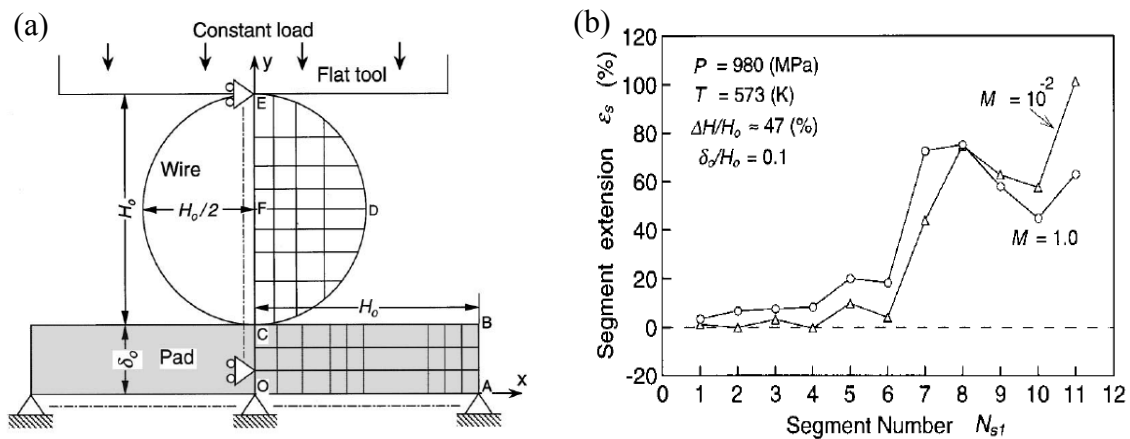 (a)
Constant load
y
Flat tool
E
Wire
H₀
H₀/2
F
D
H₀
C
B
δ₀
Pad
O
A
x
(b)
Segment extension εₛ (%)
120
100
80
60
40
20
0
-20
P = 980 (MPa)
T = 573 (K)
ΔH/H₀ ≈ 47 (%)
δ₀/H₀ = 0.1
M = 10⁻²
M = 1.0
0 1 2 3 4 5 6 7 8 9 10 11 12
Segment Number Nₛ₁